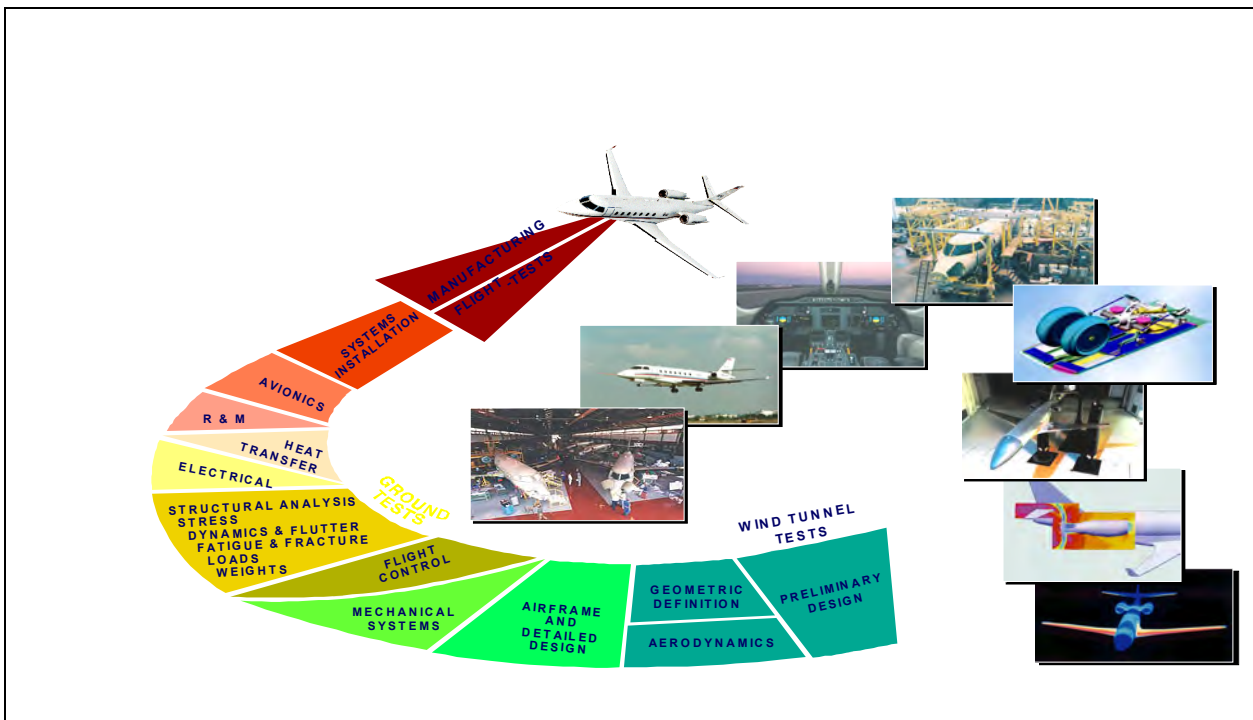 MANUFACTURING
FLIGHT -TESTS
SYSTEMS
INSTALLATION
AVIONICS
R & M
HEAT
TRANSFER
ELECTRICAL
GROUND
TESTS
STRUCTURAL ANALYSIS
STRESS
DYNAMICS & FLUTTER
FATIGUE & FRACTURE
LOADS
WEIGHTS
FLIGHT
CONTROL
MECHANICAL
SYSTEMS
AIRFRAME
AND
DETAILED
DESIGN
GEOMETRIC
DEFINITION
AERODYNAMICS
WIND TUNNEL
TESTS
PRELIMINARY
DESIGN